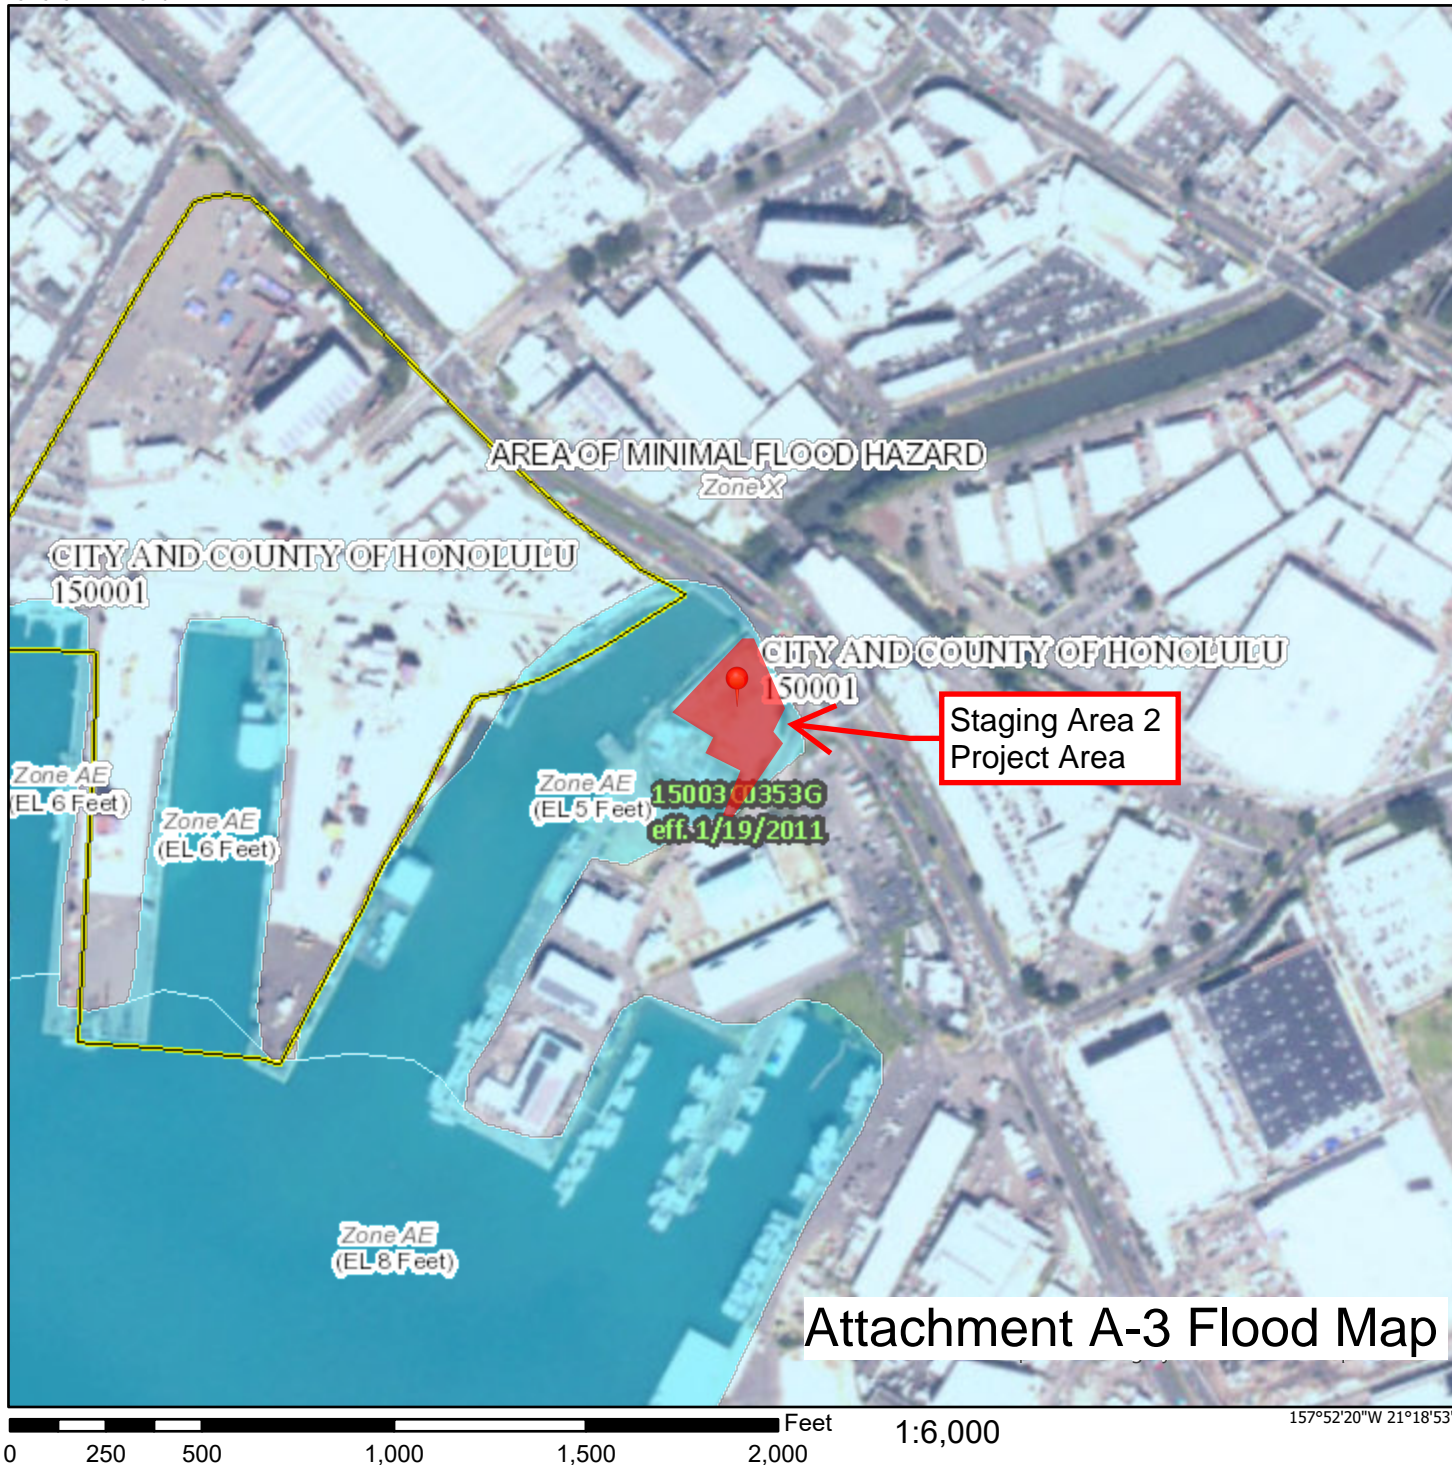 AREA OF MINIMAL FLOOD HAZARD
Zone X
CITY AND COUNTY OF HONOLULU
150001
CITY AND COUNTY OF HONOLULU
150001
Staging Area 2
Project Area
Zone AE
(EL 6 Feet)
Zone AE
(EL 6 Feet)
Zone AE
(EL 5 Feet)
15003C0353G
eff. 1/19/2011
Zone AE
(EL 8 Feet)
Attachment A-3 Flood Map
Feet
1:6,000
157°52'20"W 21°18'53"
0 250 500 1,000 1,500 2,000